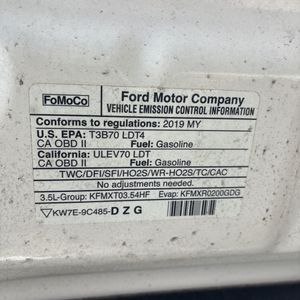 FoMoCo
Ford Motor Company
VEHICLE EMISSION CONTROL INFORMATION
Conforms to regulations: 2019 MY
U.S. EPA: T3B70 LDT4
CA OBD II Fuel: Gasoline
California: ULEV70 LDT
CA OBD II Fuel: Gasoline
TWC/DFI/SFI/HO2S/WR-HO2S/TC/CAC
No adjustments needed.
3.5L-Group: KFMXT03.54HF Evap: KFMXR0200GDG
KW7E-9C485-DZG